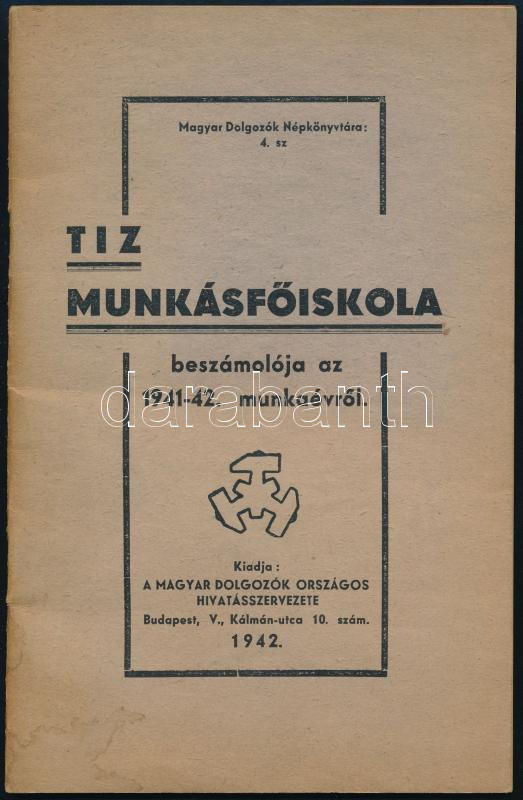 Magyar Dolgozók Népkönyvtára:
4. sz
TIZ
MUNKÁSFŐISKOLA
beszámolója az
1941-42. munkaévről.
darabanth
Kiadja:
A MAGYAR DOLGOZÓK ORSZÁGOS
HIVATÁSSZERVEZETE
Budapest, V., Kálmán-utca 10. szám.
1942.